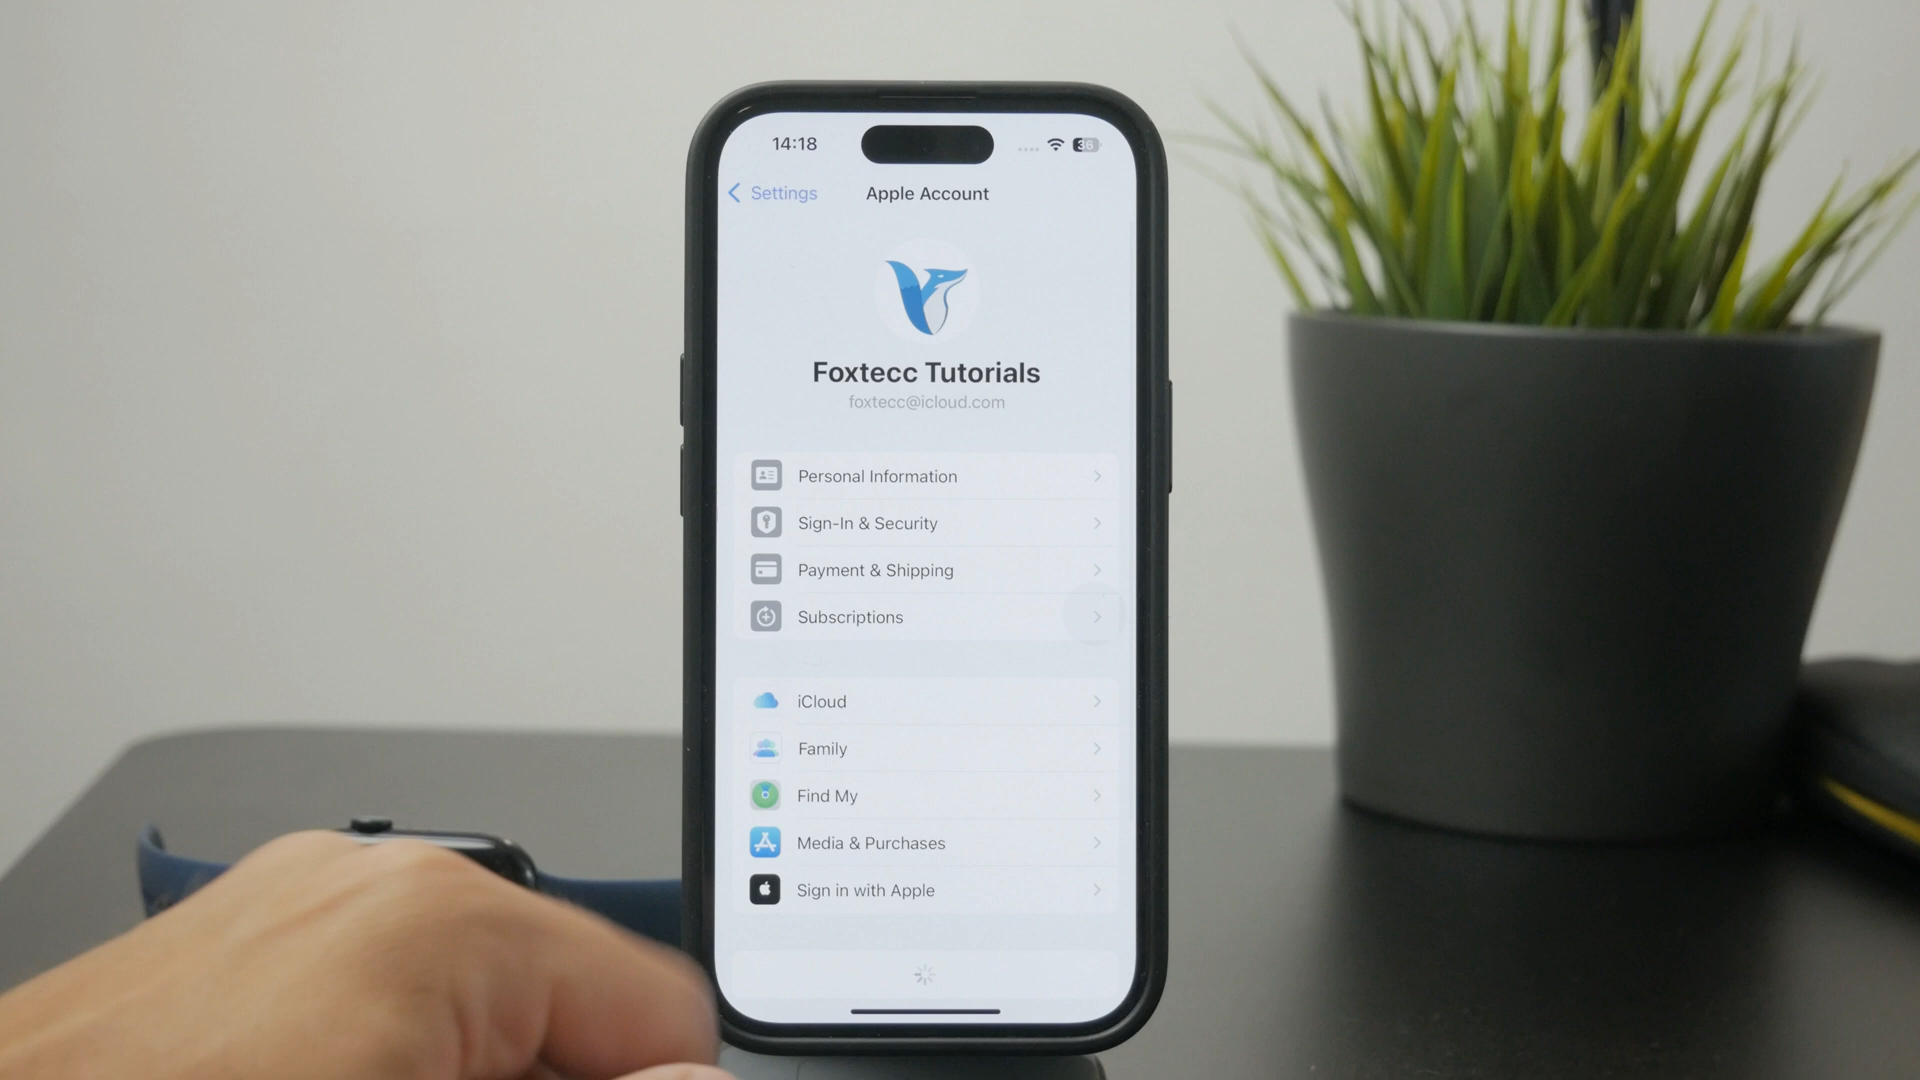 14:18
36
Settings
Apple Account
Foxtecc Tutorials
foxtecc@icloud.com
Personal Information
Sign-In & Security
Payment & Shipping
Subscriptions
iCloud
Family
Find My
Media & Purchases
Sign in with Apple